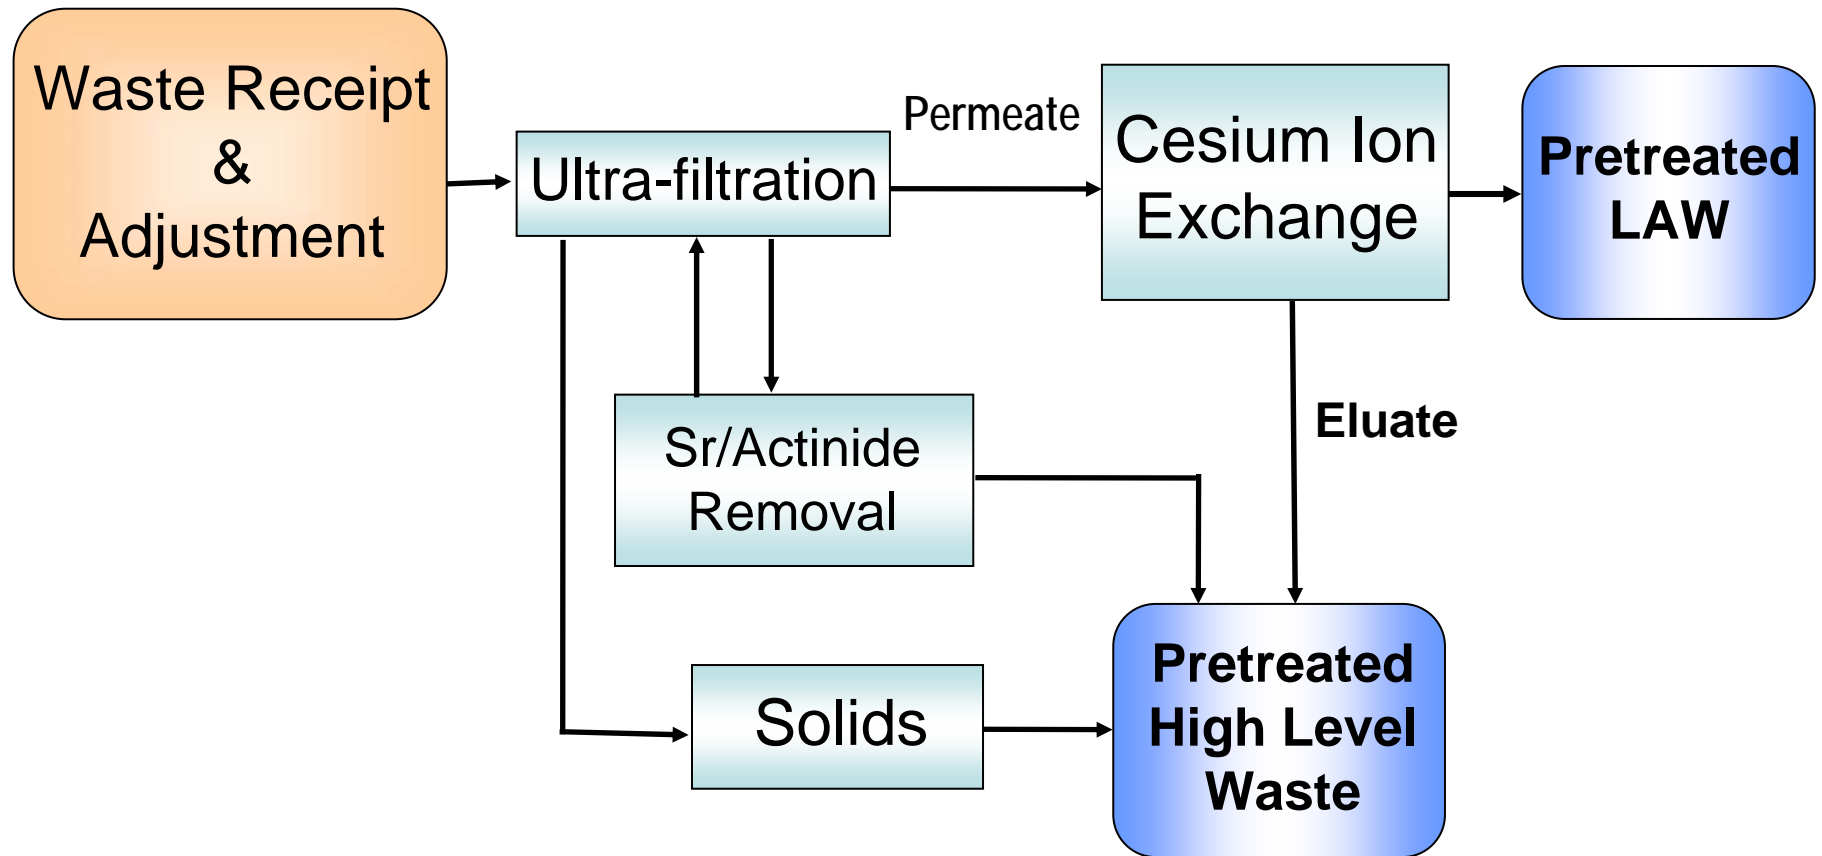 Waste Receipt
&
Adjustment
Ultra-filtration
Permeate
Cesium Ion
Exchange
Pretreated
LAW
Sr/Actinide
Removal
Eluate
Solids
Pretreated
High Level
Waste